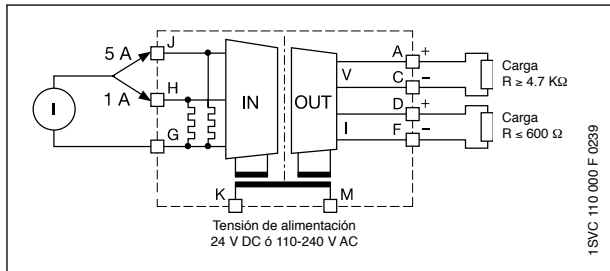 5 A
J
1 A
H
I
G
IN
OUT
V
I
A
+
C
−
D
+
F
−
Carga
R ≥ 4.7 KΩ
Carga
R ≤ 600 Ω
K
M
Tensión de alimentación
24 V DC ó 110-240 V AC
1SVC 110 000 F 0239